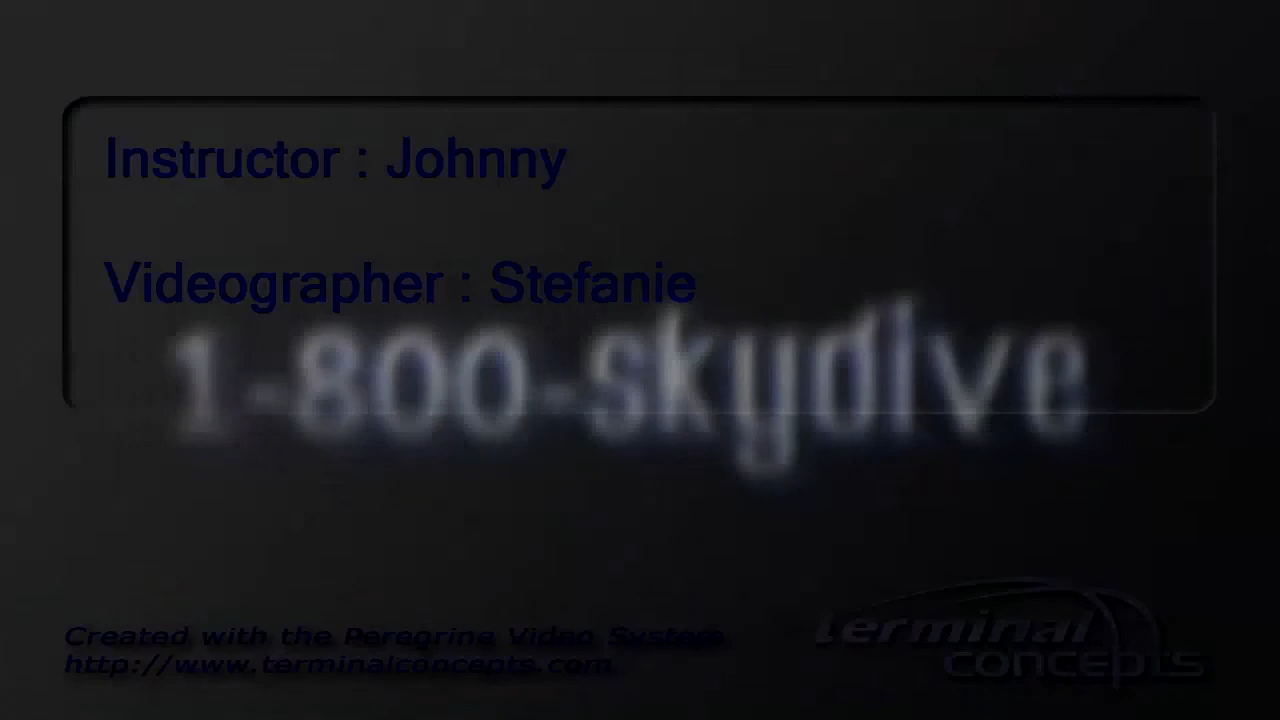 Instructor : Johnny
Videographer : Stefanie
1-800-skydive
Created with the Peregrine Video System
http://www.terminalconcepts.com
terminal
concepts